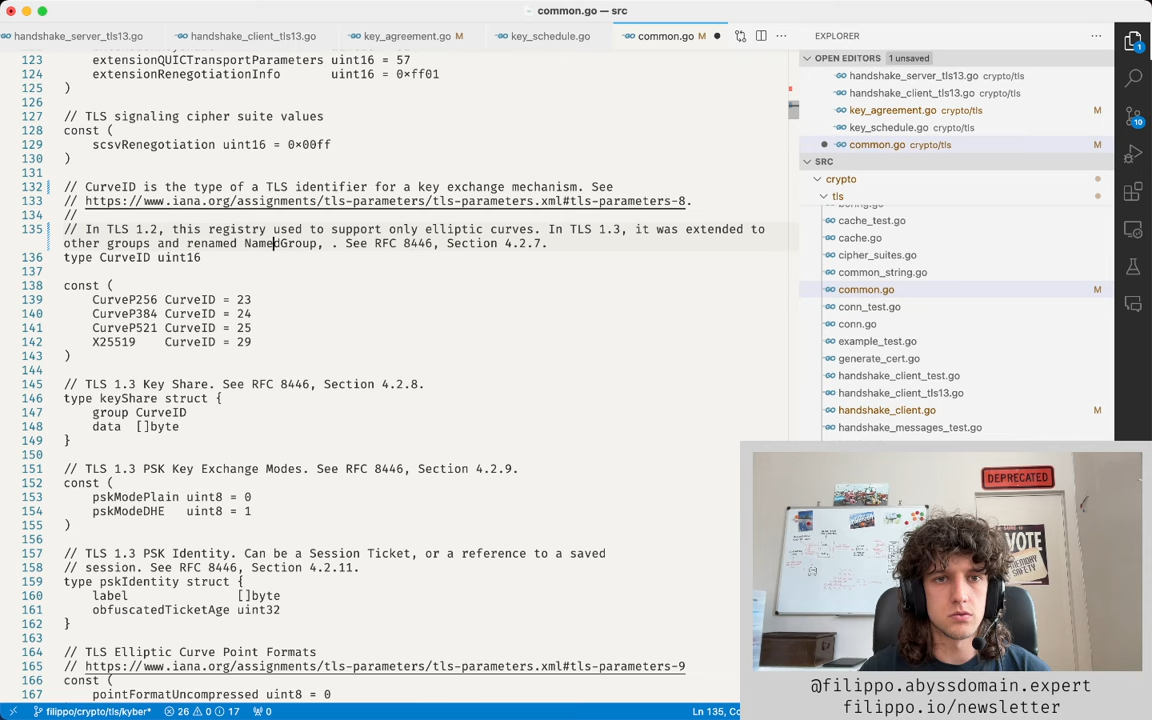 common.go — src
handshake_server_tls13.go
handshake_client_tls13.go
key_agreement.go M
key_schedule.go
common.go M
EXPLORER
OPEN EDITORS 1 unsaved
handshake_server_tls13.go crypto/tls
handshake_client_tls13.go crypto/tls
key_agreement.go crypto/tls M
key_schedule.go crypto/tls
common.go crypto/tls M
SRC
crypto
tls
cache_test.go
cache.go
cipher_suites.go
common_string.go
common.go M
conn_test.go
conn.go
example_test.go
generate_cert.go
handshake_client_test.go
handshake_client_tls13.go
handshake_client.go M
handshake_messages_test.go
1
10
123 extensionQUICTransportParameters uint16 = 57
124 extensionRenegotiationInfo uint16 = 0xff01
125 )
126
127 // TLS signaling cipher suite values
128 const (
129 scsvRenegotiation uint16 = 0x00ff
130 )
131
132 // CurveID is the type of a TLS identifier for a key exchange mechanism. See
133 // https://www.iana.org/assignments/tls-parameters/tls-parameters.xml#tls-parameters-8.
134 //
135 // In TLS 1.2, this registry used to support only elliptic curves. In TLS 1.3, it was extended to
other groups and renamed NamedGroup, . See RFC 8446, Section 4.2.7.
136 type CurveID uint16
137
138 const (
139 CurveP256 CurveID = 23
140 CurveP384 CurveID = 24
141 CurveP521 CurveID = 25
142 X25519 CurveID = 29
143 )
144
145 // TLS 1.3 Key Share. See RFC 8446, Section 4.2.8.
146 type keyShare struct {
147 group CurveID
148 data []byte
149 }
150
151 // TLS 1.3 PSK Key Exchange Modes. See RFC 8446, Section 4.2.9.
152 const (
153 pskModePlain uint8 = 0
154 pskModeDHE uint8 = 1
155 )
156
157 // TLS 1.3 PSK Identity. Can be a Session Ticket, or a reference to a saved
158 // session. See RFC 8446, Section 4.2.11.
159 type pskIdentity struct {
160 label []byte
161 obfuscatedTicketAge uint32
162 }
163
164 // TLS Elliptic Curve Point Formats
165 // https://www.iana.org/assignments/tls-parameters/tls-parameters.xml#tls-parameters-9
166 const (
167 pointFormatUncompressed uint8 = 0
DEPRECATED
VOTE
MEMORY
SAFETY
@filippo.abyssdomain.expert
filippo.io/newsletter
filippo/crypto/tls/kyber* 26 0 17 0
Ln 135, Co